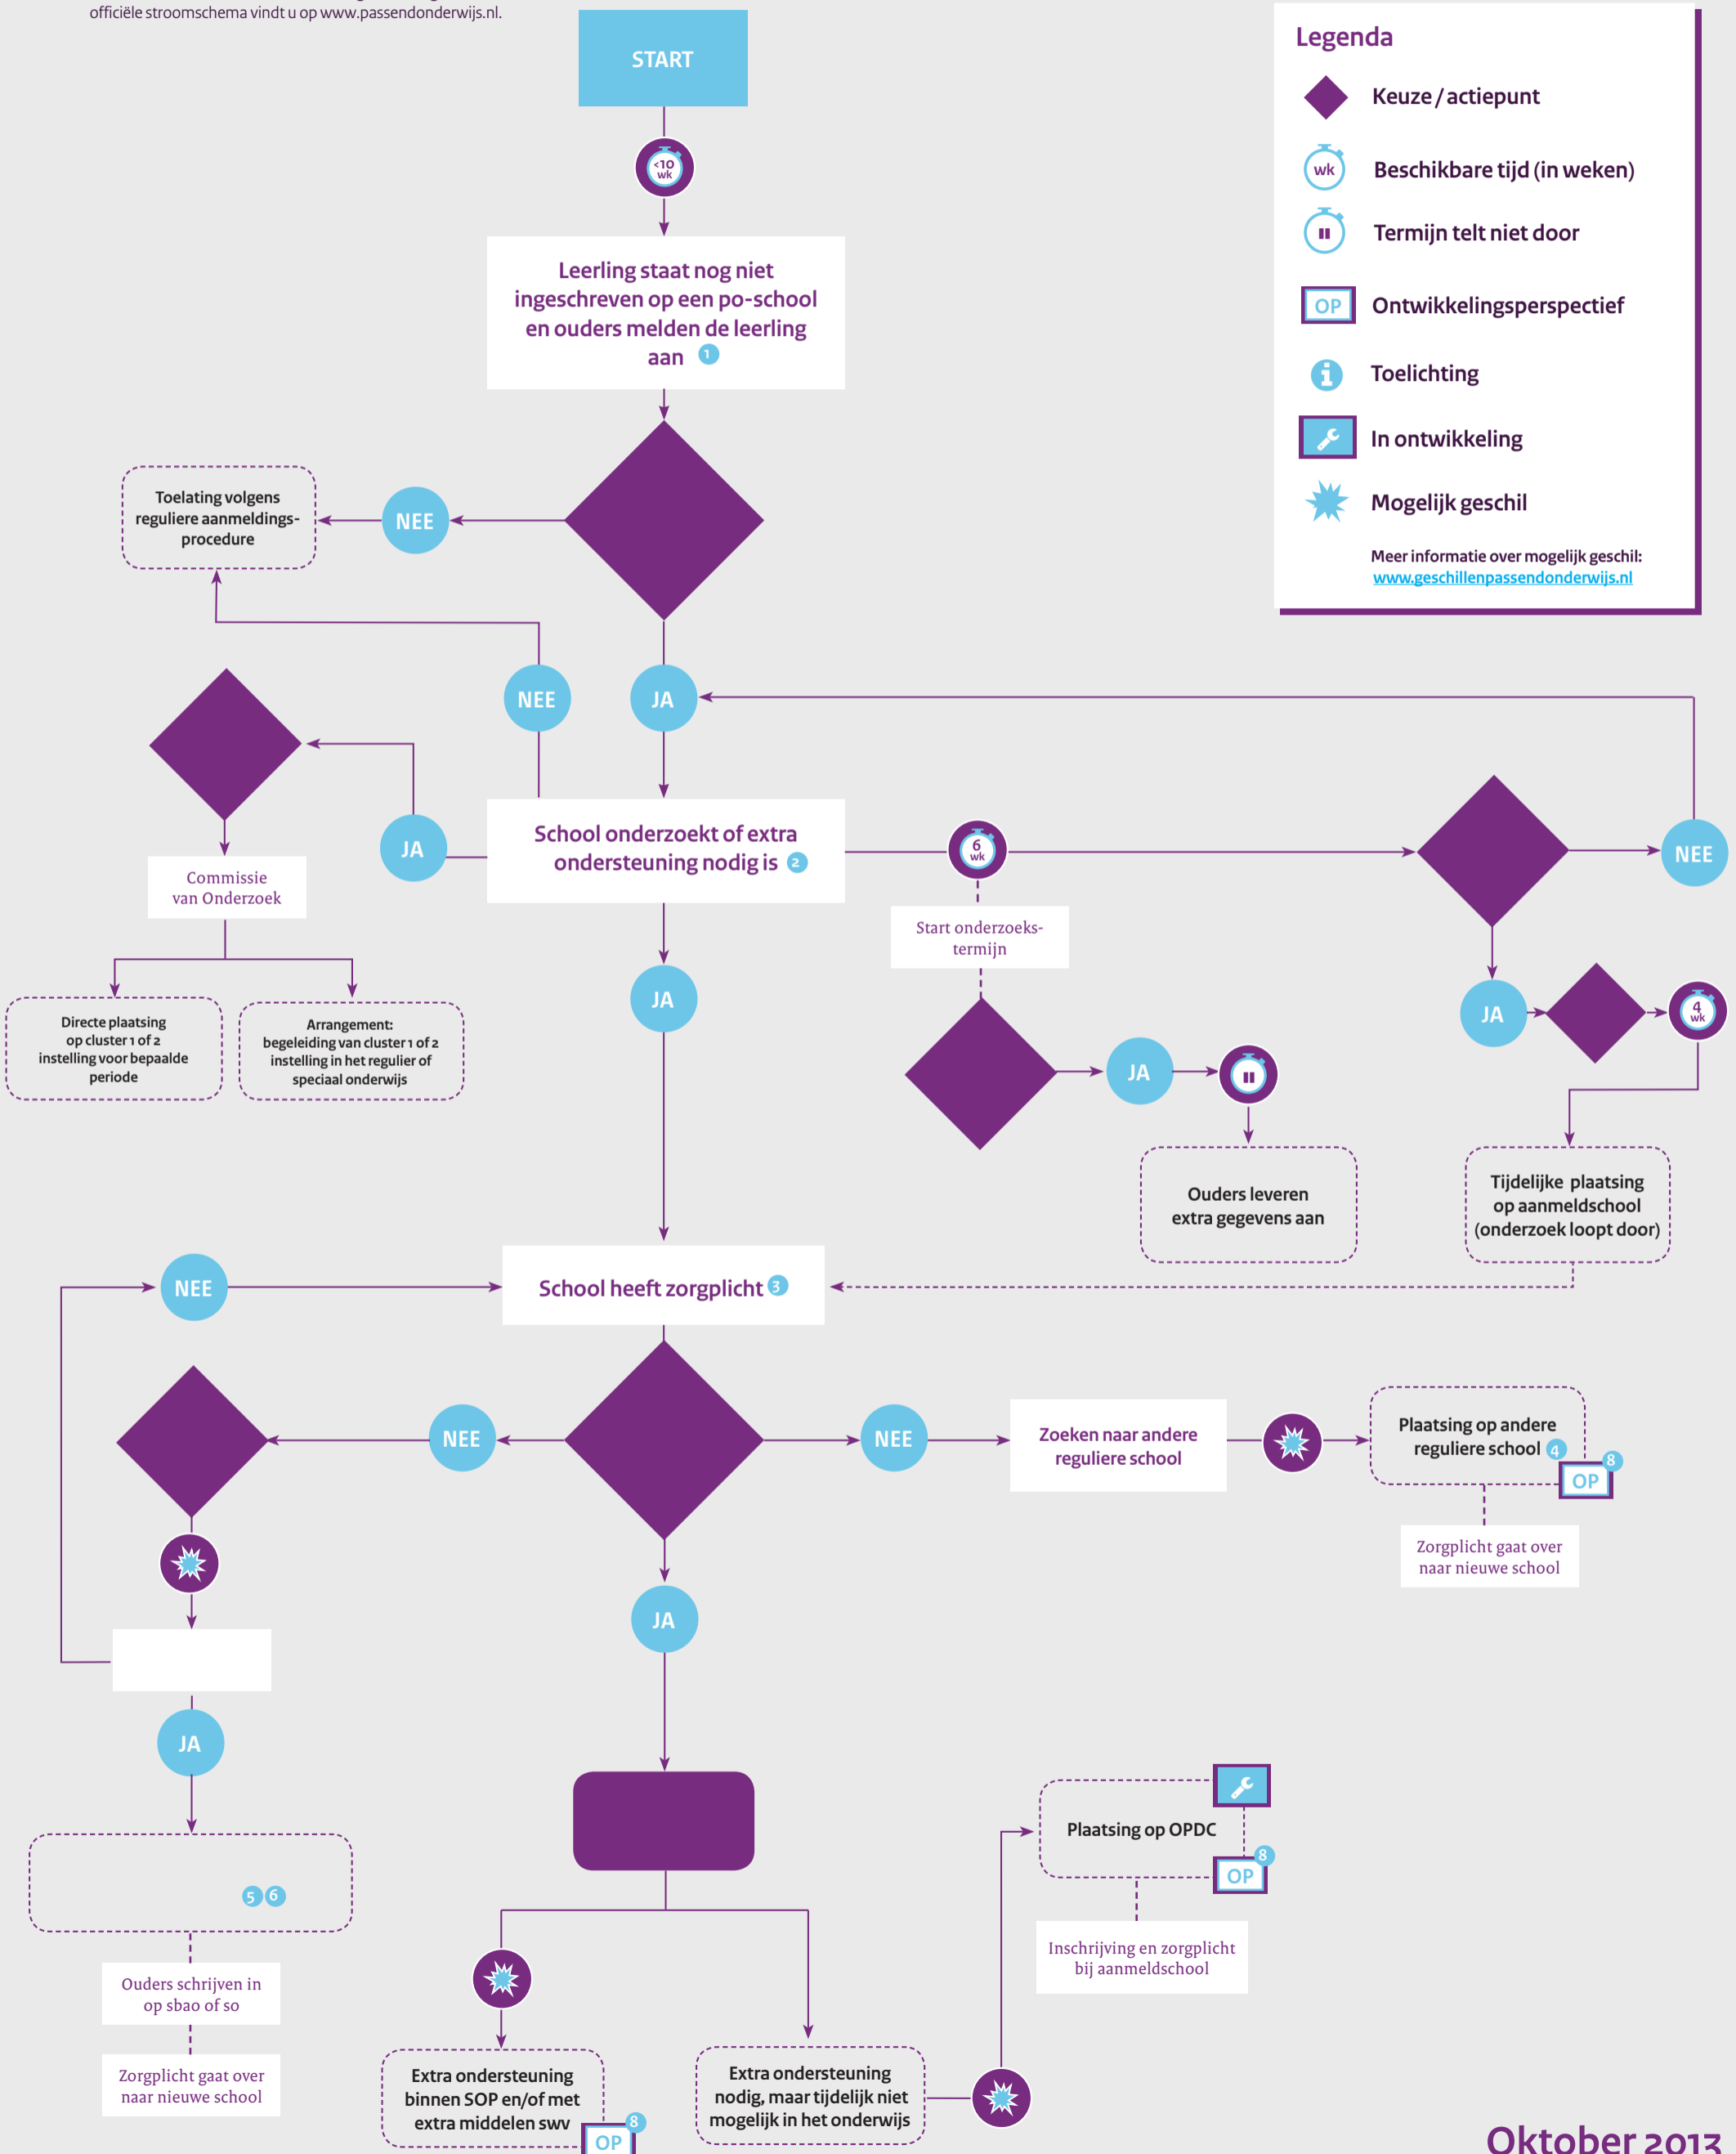 officiële stroomschema vindt u op www.passendonderwijs.nl.
START
<10
wk
Leerling staat nog niet
ingeschreven op een po-school
en ouders melden de leerling
aan 1
Legenda
Keuze / actiepunt
wk
Beschikbare tijd (in weken)
Termijn telt niet door
OP
Ontwikkelingsperspectief
i
Toelichting
In ontwikkeling
Mogelijk geschil
Meer informatie over mogelijk geschil:
www.geschillenpassendonderwijs.nl
Toelating volgens
reguliere aanmeldings-
procedure
NEE
NEE
JA
JA
School onderzoekt of extra
ondersteuning nodig is 2
6
wk
NEE
Commissie
van Onderzoek
Start onderzoeks-
termijn
Directe plaatsing
op cluster 1 of 2
instelling voor bepaalde
periode
Arrangement:
begeleiding van cluster 1 of 2
instelling in het regulier of
speciaal onderwijs
JA
JA
JA
4
wk
Ouders leveren
extra gegevens aan
Tijdelijke plaatsing
op aanmeldschool
(onderzoek loopt door)
NEE
School heeft zorgplicht 3
NEE
NEE
Zoeken naar andere
reguliere school
Plaatsing op andere
reguliere school 4
8
OP
Zorgplicht gaat over
naar nieuwe school
JA
JA
5 6
Plaatsing op OPDC
8
OP
Inschrijving en zorgplicht
bij aanmeldschool
Ouders schrijven in
op sbao of so
Zorgplicht gaat over
naar nieuwe school
Extra ondersteuning
binnen SOP en/of met
extra middelen swv
8
OP
Extra ondersteuning
nodig, maar tijdelijk niet
mogelijk in het onderwijs
Oktober 2013